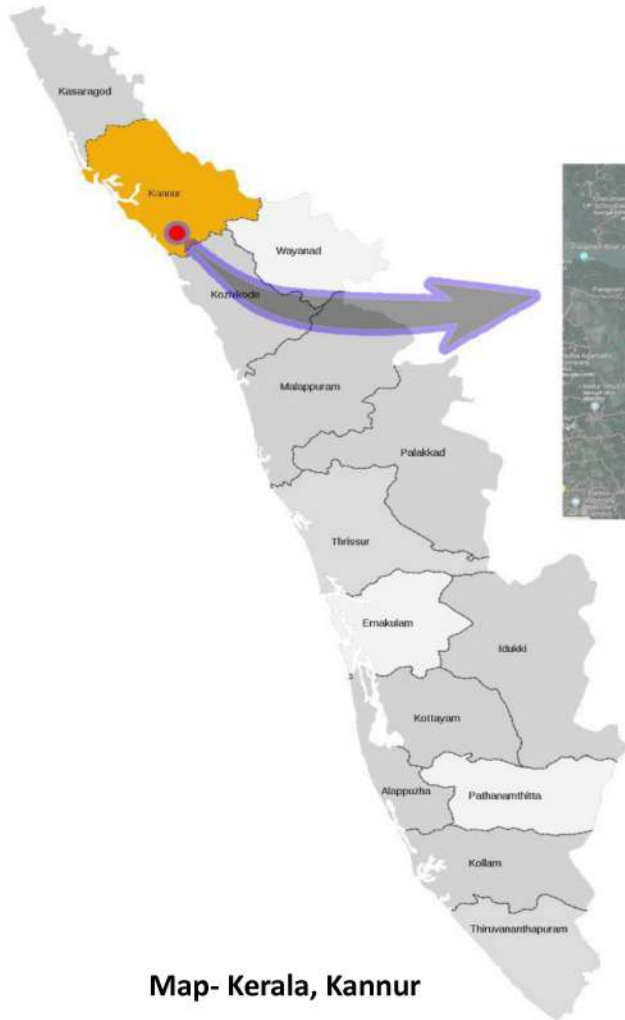 Kasaragod
Kannur
Wayanad
Kozhikode
Malappuram
Palakkad
Thrissur
Ernakulam
Idukki
Kottayam
Alappuzha
Pathanamthitta
Kollam
Thiruvananthapuram
Map- Kerala, Kannur